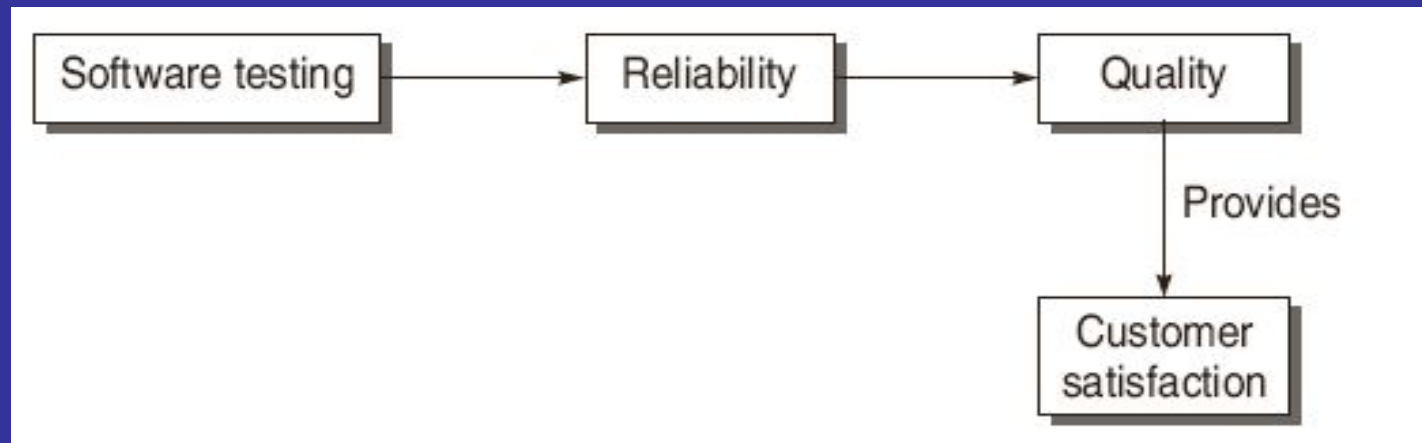 Software testing
Reliability
Quality
Provides
Customer
satisfaction